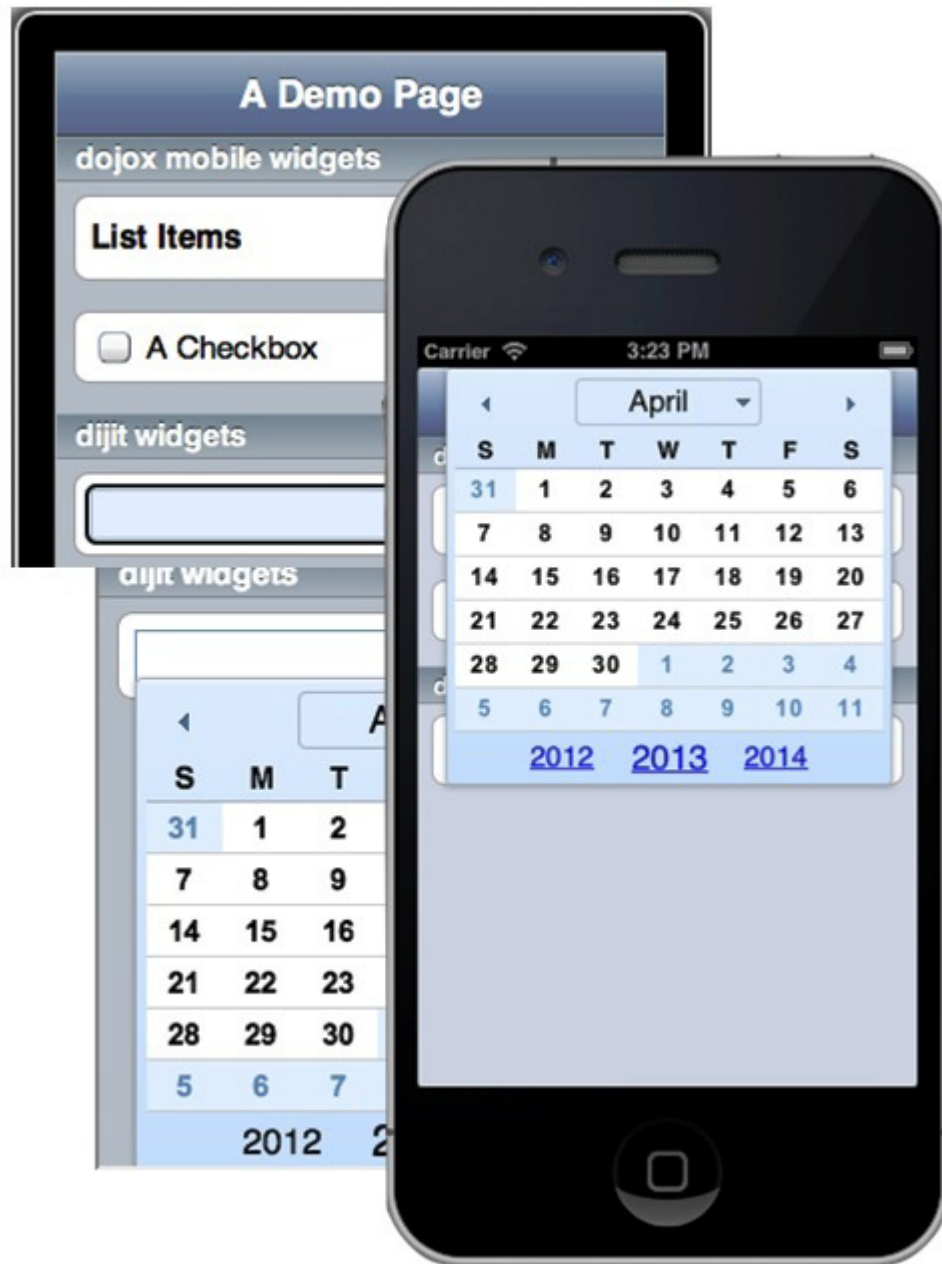 A Demo Page
dojox mobile widgets
List Items
A Checkbox
dijit widgets
Carrier 3:23 PM
April
S M T W T F S
31 1 2 3 4 5 6
7 8 9 10 11 12 13
14 15 16 17 18 19 20
21 22 23 24 25 26 27
28 29 30 1 2 3 4
5 6 7 8 9 10 11
2012 2013 2014
dijit widgets
S M T
31 1 2
7 8 9
14 15 16
21 22 23
28 29 30
5 6 7
2012